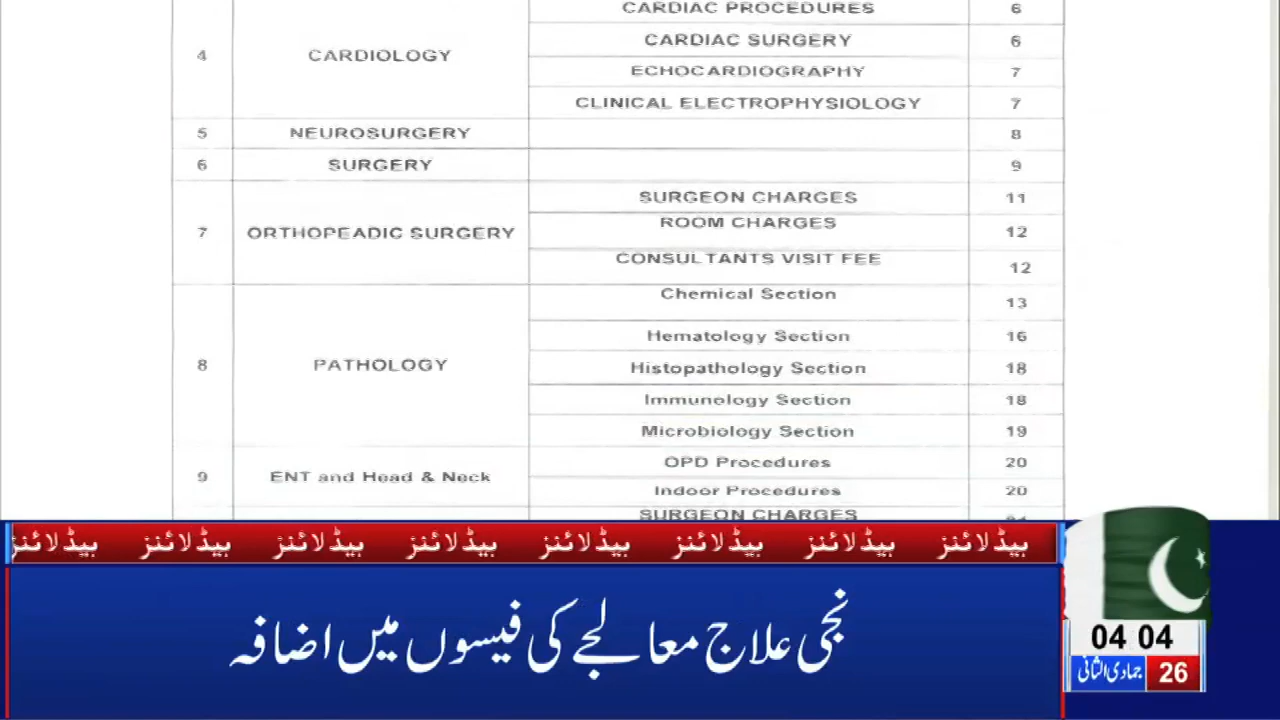 CARDIAC PROCEDURES 6
4 CARDIOLOGY
CARDIAC SURGERY 6
ECHOCARDIOGRAPHY 7
CLINICAL ELECTROPHYSIOLOGY 7
5 NEUROSURGERY 8
6 SURGERY 9
SURGEON CHARGES 11
7 ORTHOPEADIC SURGERY
ROOM CHARGES 12
CONSULTANTS VISIT FEE 12
Chemical Section 13
Hematology Section 16
8 PATHOLOGY
Histopathology Section 18
Immunology Section 18
Microbiology Section 19
9 ENT and Head & Neck
OPD Procedures 20
Indoor Procedures 20
SURGEON CHARGES
ہیڈلائنز ہیڈلائنز ہیڈلائنز ہیڈلائنز ہیڈلائنز ہیڈلائنز ہیڈلائنز ہیڈلائنز
نجی علاج معالجے کی فیسوں میں اضافہ
04 04
26 جمادی الثانی